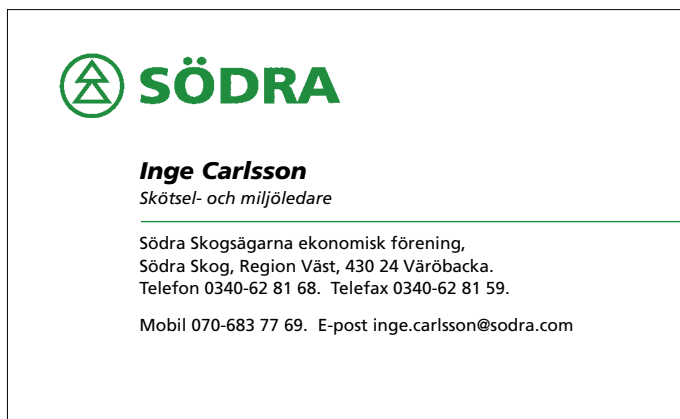 SÖDRA
Inge Carlsson
Skötsel- och miljöledare
Södra Skogsägarna ekonomisk förening,
Södra Skog, Region Väst, 430 24 Väröbacka.
Telefon 0340-62 81 68.  Telefax 0340-62 81 59.
Mobil 070-683 77 69.  E-post inge.carlsson@sodra.com